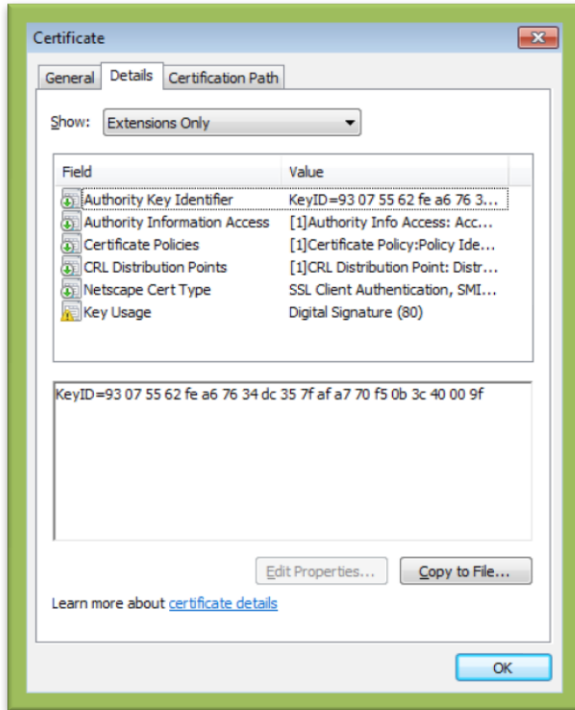 Certificate
General Details Certification Path
Show: Extensions Only
Field Value
Authority Key Identifier KeyID=93 07 55 62 fe a6 76 3...
Authority Information Access [1]Authority Info Access: Acc...
Certificate Policies [1]Certificate Policy:Policy Ide...
CRL Distribution Points [1]CRL Distribution Point: Distr...
Netscape Cert Type SSL Client Authentication, SMI...
Key Usage Digital Signature (80)
KeyID=93 07 55 62 fe a6 76 34 dc 35 7f af a7 70 f5 0b 3c 40 00 9f
Edit Properties... Copy to File...
Learn more about certificate details
OK